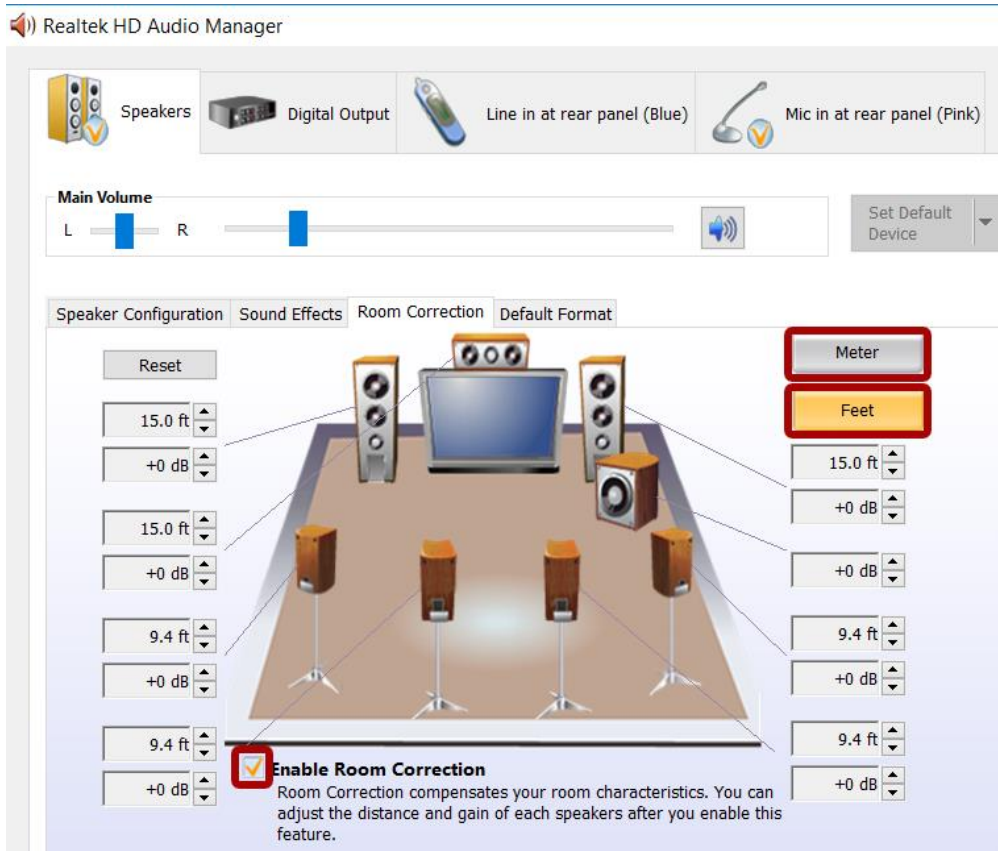 Realtek HD Audio Manager
Speakers
Digital Output
Line in at rear panel (Blue)
Mic in at rear panel (Pink)
Main Volume
L
R
Set Default
Device
Speaker Configuration
Sound Effects
Room Correction
Default Format
Reset
Meter
Feet
15.0 ft
+0 dB
15.0 ft
+0 dB
9.4 ft
+0 dB
9.4 ft
+0 dB
15.0 ft
+0 dB
+0 dB
9.4 ft
+0 dB
9.4 ft
+0 dB
Enable Room Correction
Room Correction compensates your room characteristics. You can
adjust the distance and gain of each speakers after you enable this
feature.